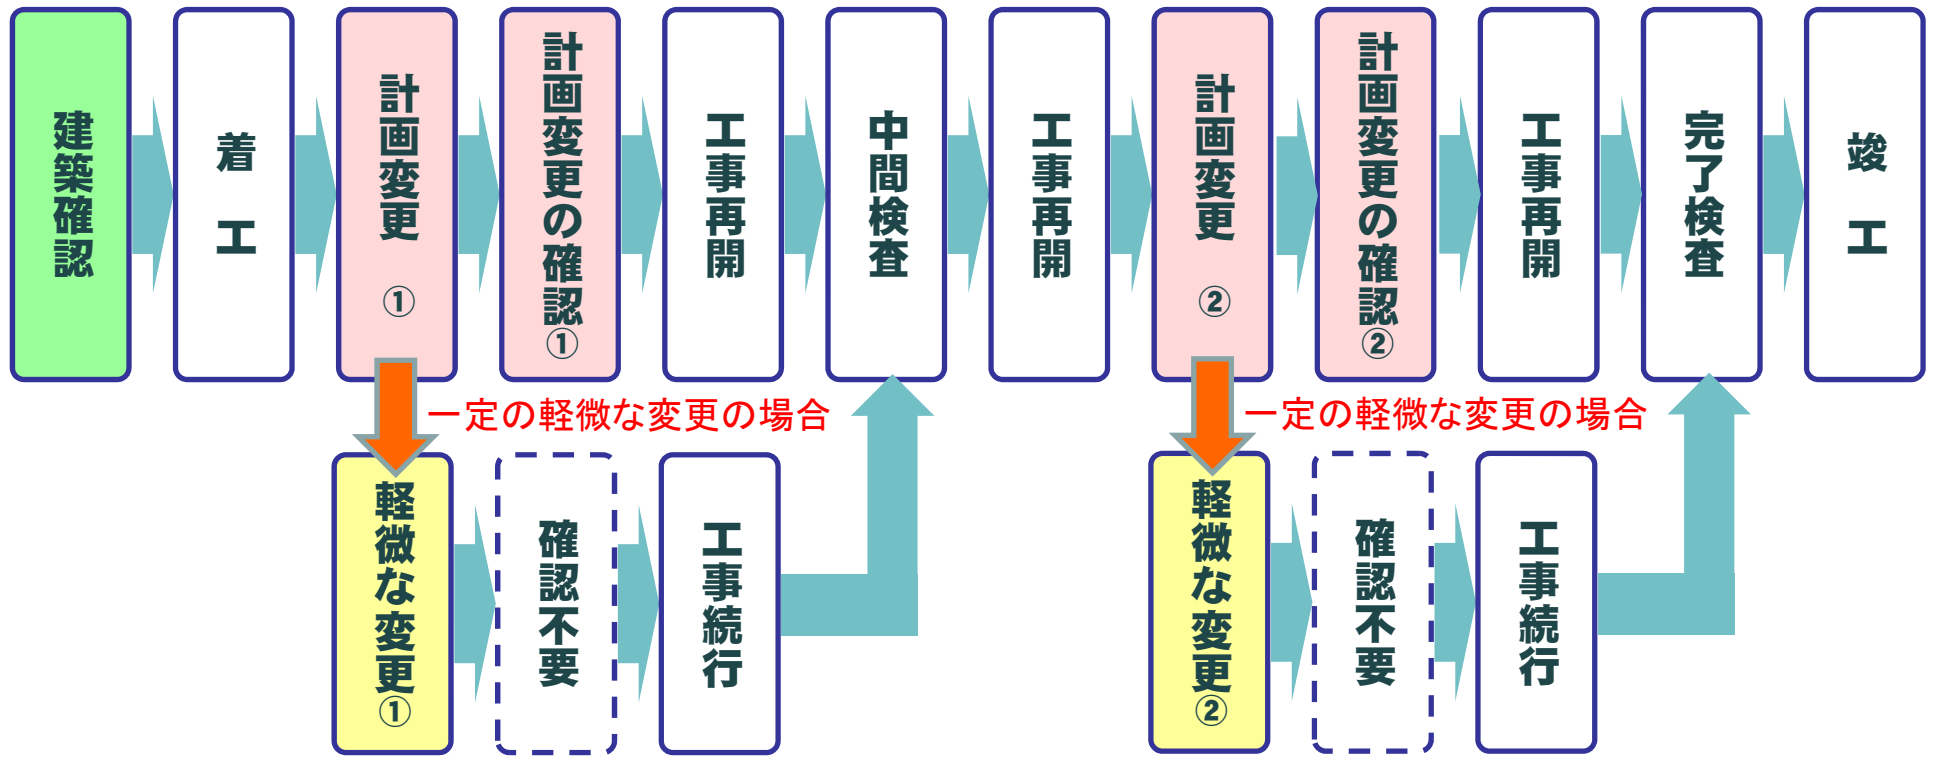 建築確認
着工
計画変更①
計画変更の確認①
工事再開
中間検査
工事再開
計画変更②
計画変更の確認②
工事再開
完了検査
竣工
一定の軽微な変更の場合
一定の軽微な変更の場合
軽微な変更①
確認不要
工事続行
軽微な変更②
確認不要
工事続行